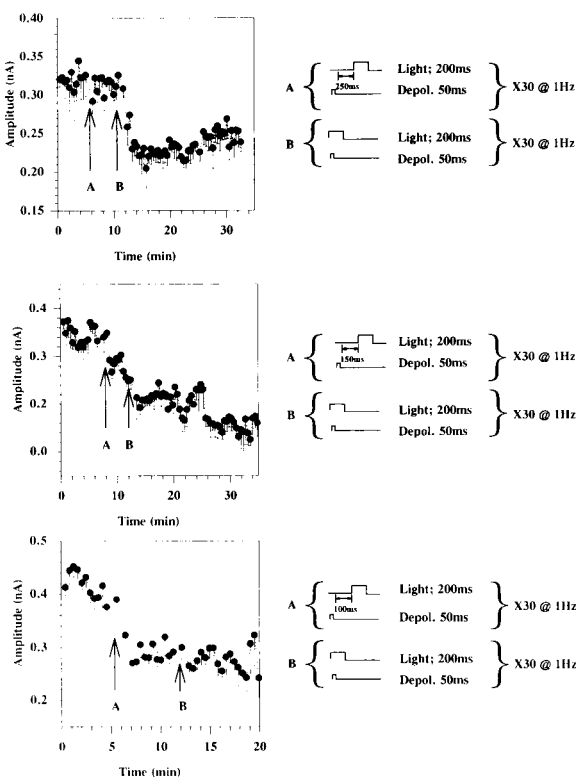 0.40
0.35
0.30
0.25
0.20
0.15
Amplitude (nA)
A
B
0
10
20
30
Time (min)
A
Light; 200ms
250ms
Depol. 50ms
X30 @ 1Hz
B
Light; 200ms
Depol. 50ms
X30 @ 1Hz
0.4
0.3
0.2
0.0
Amplitude (nA)
A
B
0
10
20
30
Time (min)
A
Light; 200ms
150ms
Depol. 50ms
X30 @ 1Hz
B
Light; 200ms
Depol. 50ms
X30 @ 1Hz
0.5
0.4
0.3
0.2
Amplitude (nA)
A
B
0
5
10
15
20
Time (min)
A
Light; 200ms
100ms
Depol. 50ms
X30 @ 1Hz
B
Light; 200ms
Depol. 50ms
X30 @ 1Hz